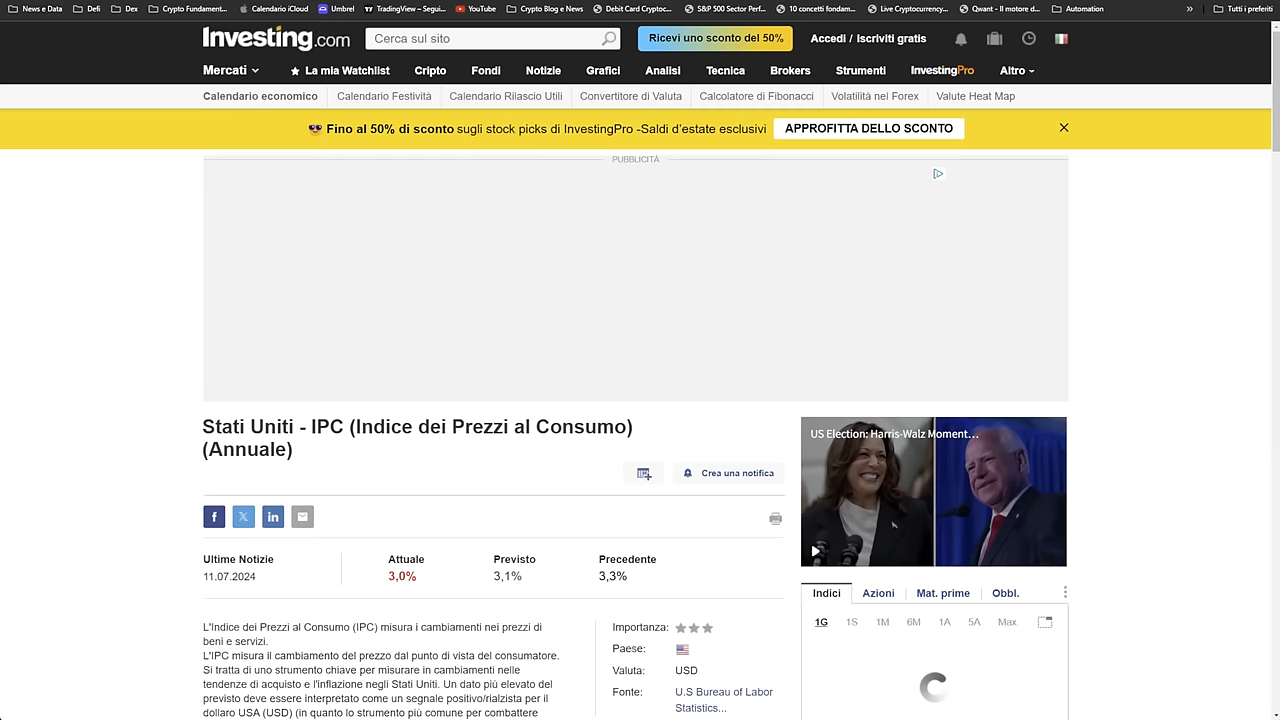 News e Data Defi Dex Crypto Fundament... Calendario iCloud Umbrel TradingView – Segui... YouTube Crypto Blog e News Debit Card Cryptoc... S&P 500 Sector Perf... 10 concetti fondam... Live Cryptocurrency... Qwant - Il motore d... Automation » Tutti i preferiti
Investing.com Cerca sul sito Ricevi uno sconto del 50% Accedi / Iscriviti gratis
Mercati La mia Watchlist Cripto Fondi Notizie Grafici Analisi Tecnica Brokers Strumenti InvestingPro Altro
Calendario economico Calendario Festività Calendario Rilascio Utili Convertitore di Valuta Calcolatore di Fibonacci Volatilità nel Forex Valute Heat Map
Fino al 50% di sconto sugli stock picks di InvestingPro -Saldi d'estate esclusivi APPROFITTA DELLO SCONTO
PUBBLICITÀ
Stati Uniti - IPC (Indice dei Prezzi al Consumo)
(Annuale)
Crea una notifica
Ultime Notizie Attuale Previsto Precedente
11.07.2024 3,0% 3,1% 3,3%
L'Indice dei Prezzi al Consumo (IPC) misura i cambiamenti nei prezzi di
beni e servizi.
L'IPC misura il cambiamento del prezzo dal punto di vista del consumatore.
Si tratta di uno strumento chiave per misurare in cambiamenti nelle
tendenze di acquisto e l'inflazione negli Stati Uniti. Un dato più elevato del
previsto deve essere interpretato come un segnale positivo/rialzista per il
dollaro USA (USD) (in quanto lo strumento più comune per combattere
Importanza:
Paese:
Valuta: USD
Fonte: U.S Bureau of Labor
Statistics...
US Election: Harris-Walz Moment...
Indici Azioni Mat. prime Obbl.
1G 1S 1M 6M 1A 5A Max